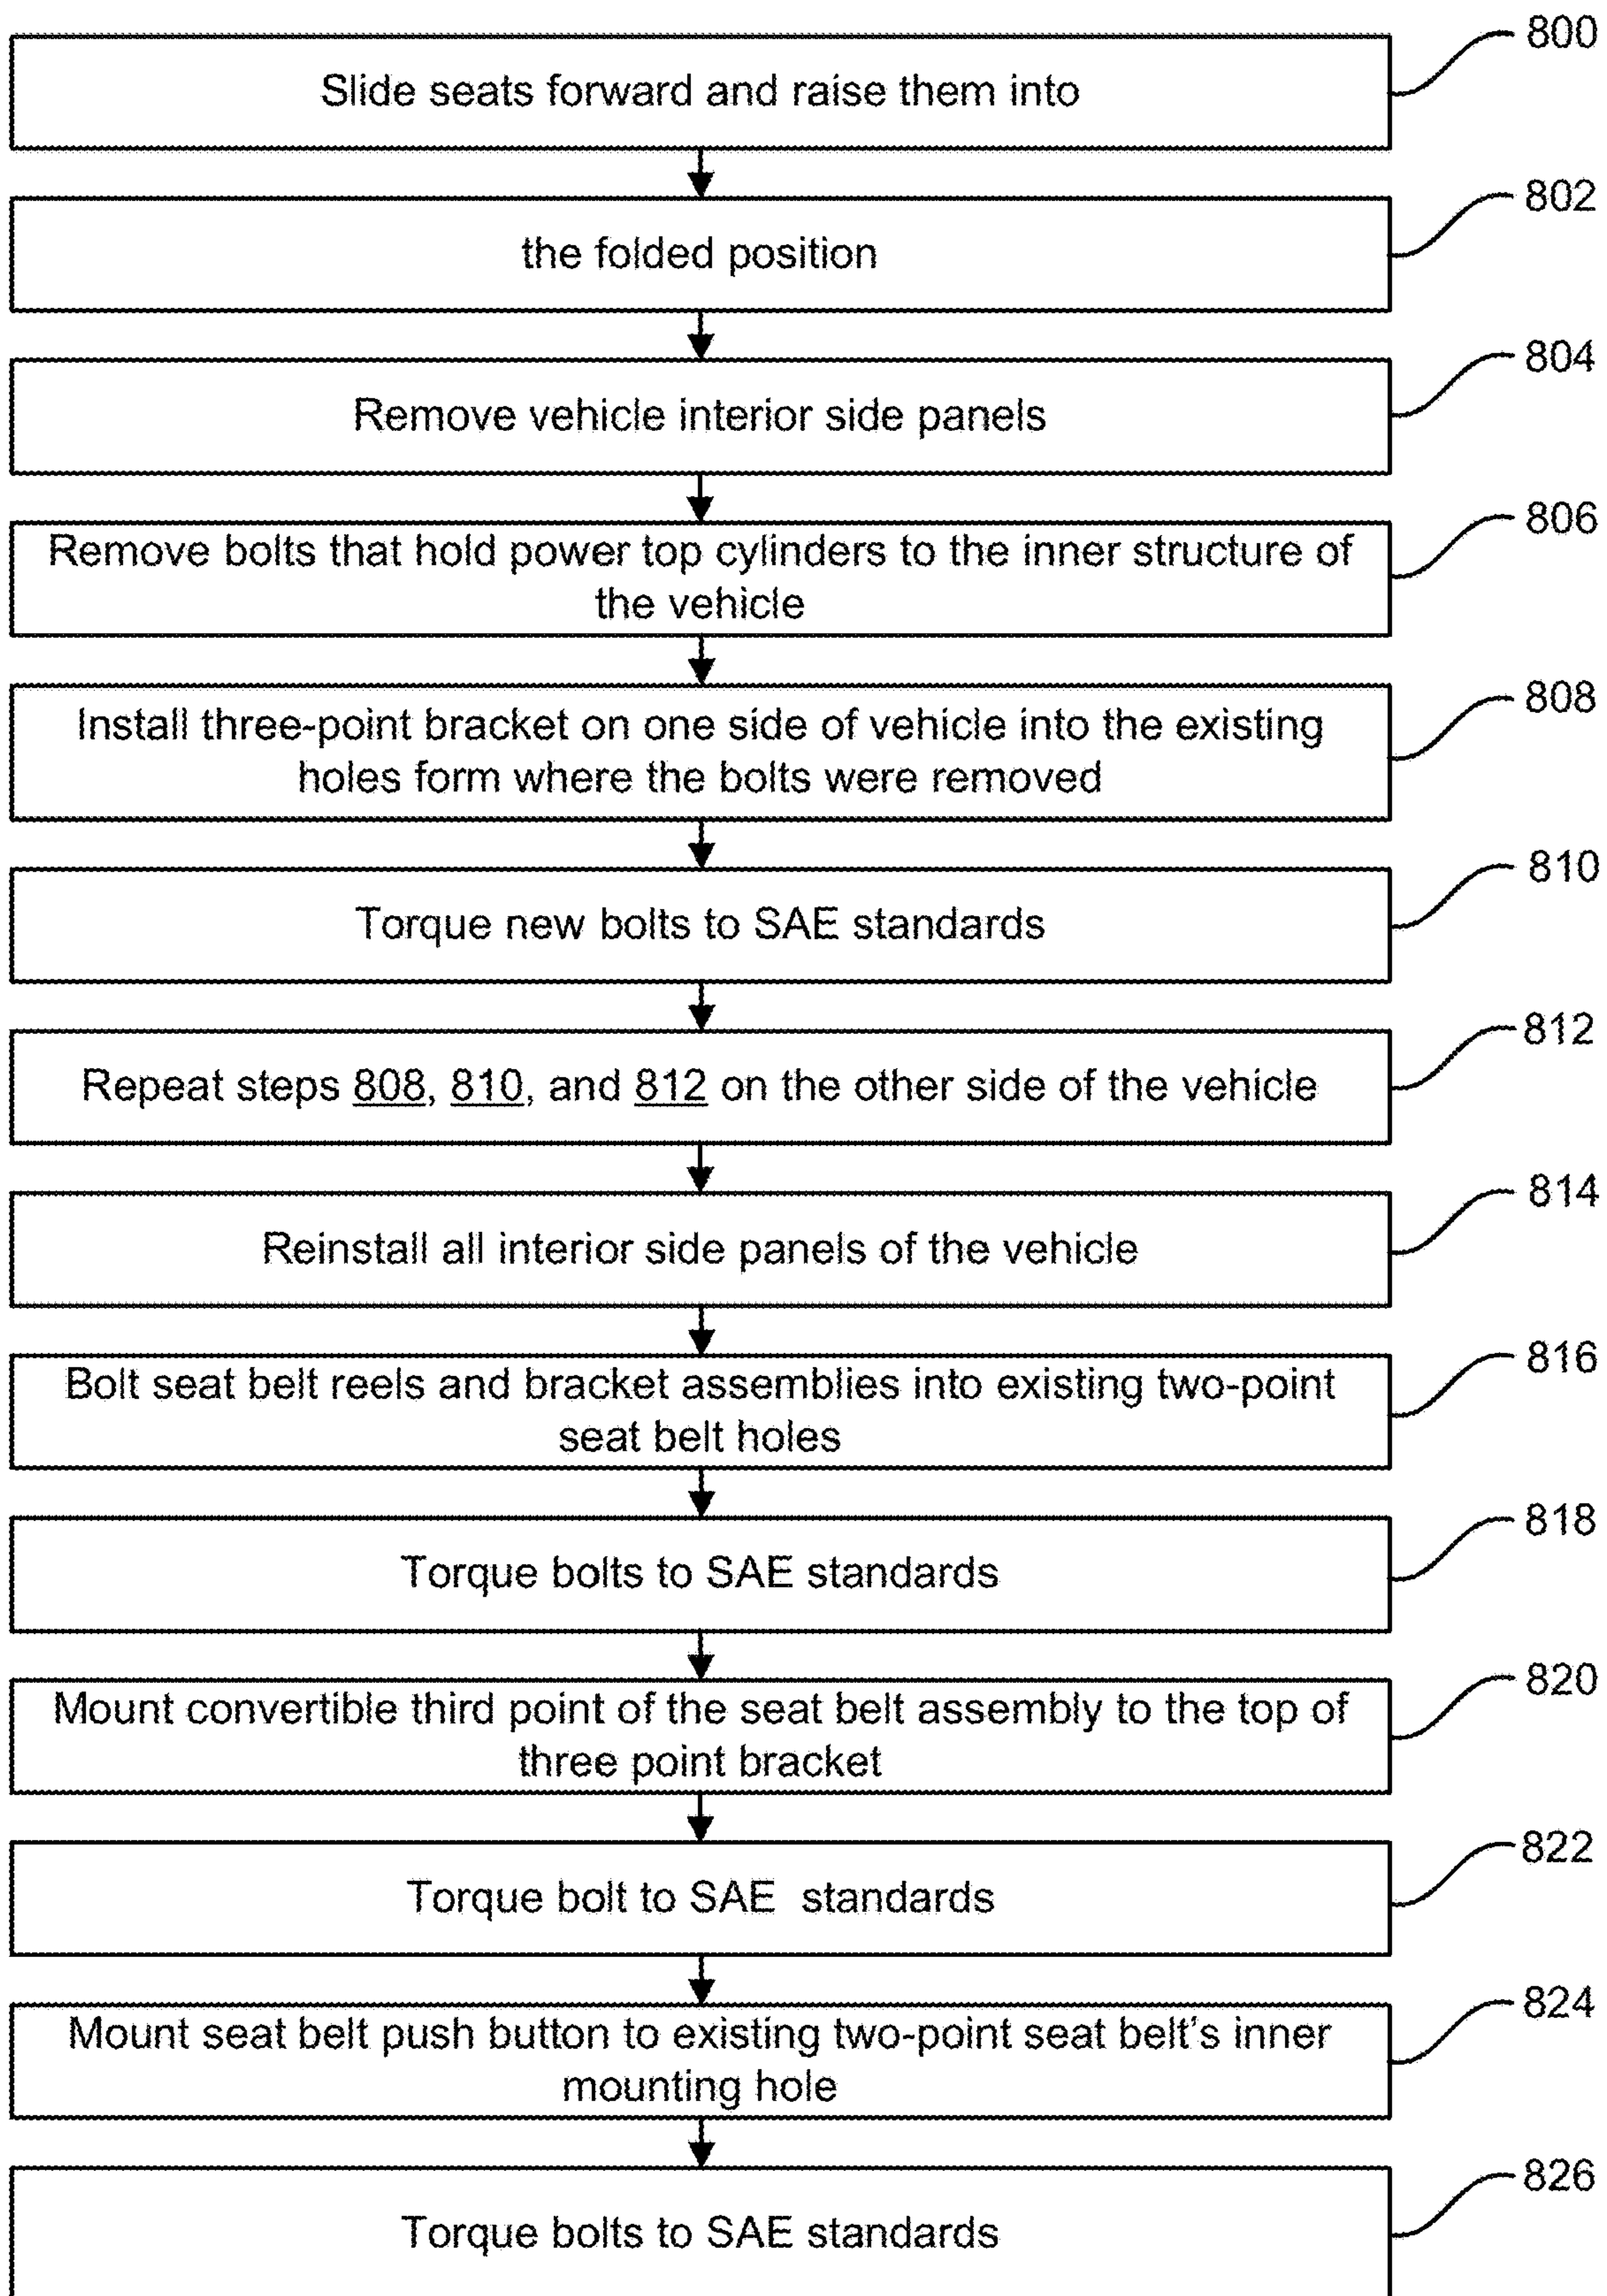 800
Slide seats forward and raise them into
802
the folded position
804
Remove vehicle interior side panels
806
Remove bolts that hold power top cylinders to the inner structure of
the vehicle
808
Install three-point bracket on one side of vehicle into the existing
holes form where the bolts were removed
810
Torque new bolts to SAE standards
812
Repeat steps 808, 810, and 812 on the other side of the vehicle
814
Reinstall all interior side panels of the vehicle
816
Bolt seat belt reels and bracket assemblies into existing two-point
seat belt holes
818
Torque bolts to SAE standards
820
Mount convertible third point of the seat belt assembly to the top of
three point bracket
822
Torque bolt to SAE  standards
824
Mount seat belt push button to existing two-point seat belt's inner
mounting hole
826
Torque bolts to SAE standards